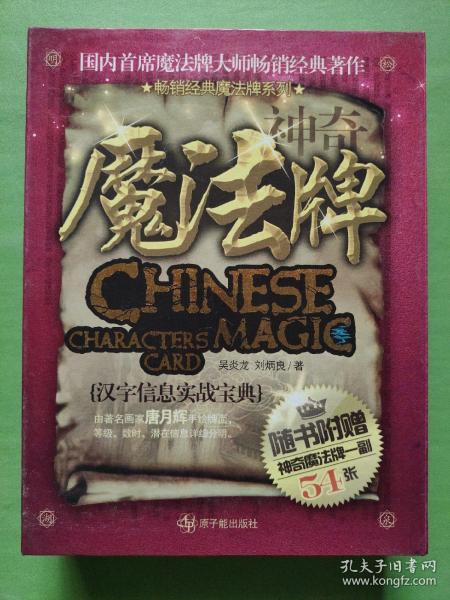 国内首席魔法牌大师畅销经典著作
★畅销经典魔法牌系列★
神奇
魔法牌
CHINESE
CHARACTERS MAGIC
CARD
吴炎龙 刘炳良/著
{汉字信息实战宝典}
由著名画家唐月辉手绘牌面，
等级、数时、潜在信息详细分明。
随书附赠
神奇魔法牌一副
54张
原子能出版社
孔夫子旧书网
www.kongfz.com